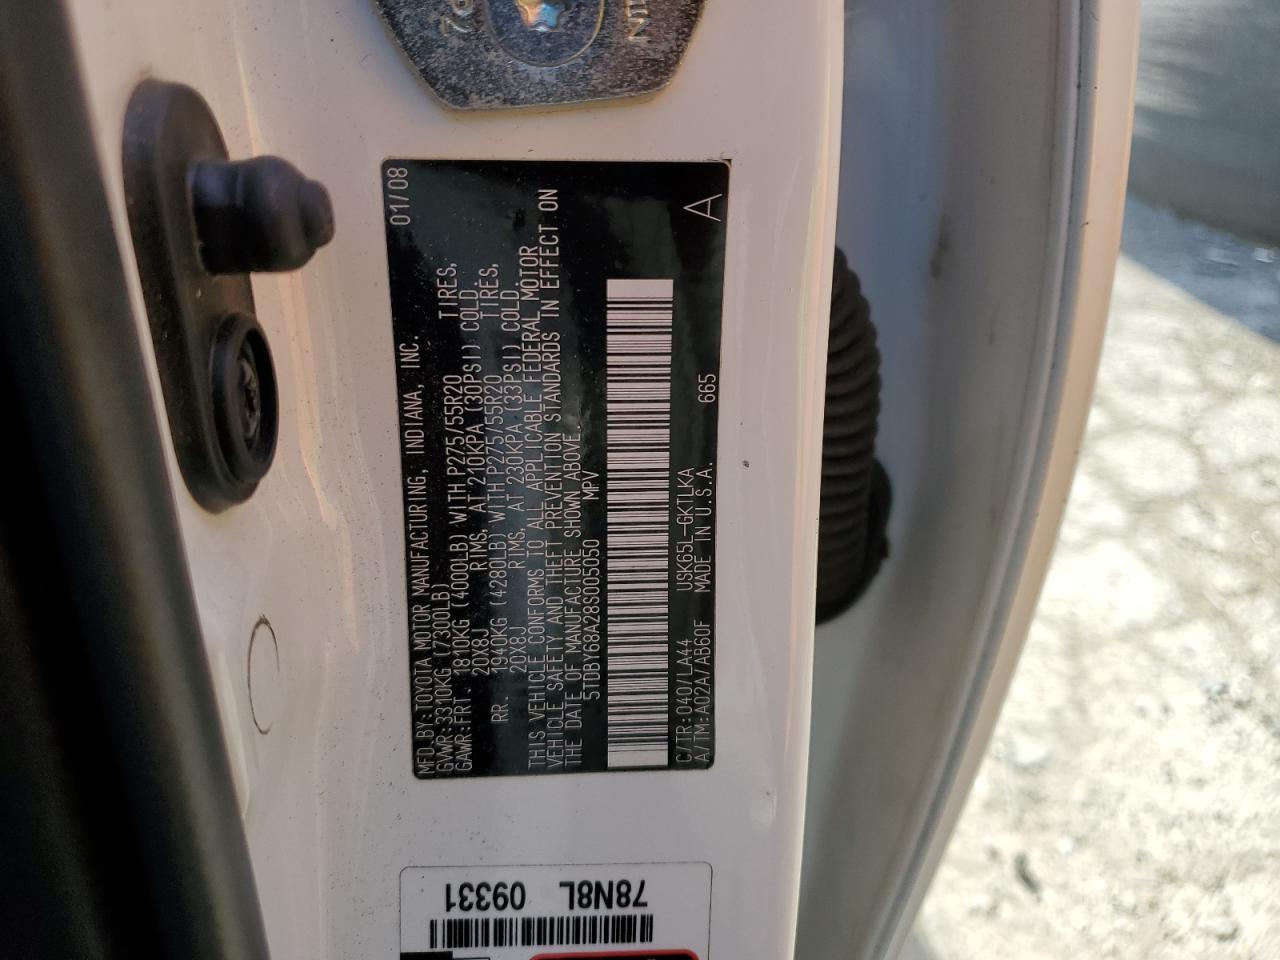 MFD.BY:TOYOTA MOTOR MANUFACTURING, INDIANA, INC. 01/08
GVWR:3310KG (7300LB)
GAWR:FRT. 1810KG (4000LB) WITH P275/55R20 TIRES,
20X8J RIMS, AT 210KPA (30PSI) COLD.
RR. 1940KG (4280LB) WITH P275/55R20 TIRES,
20X8J RIMS, AT 230KPA (33PSI) COLD.
THIS VEHICLE CONFORMS TO ALL APPLICABLE FEDERAL MOTOR
VEHICLE SAFETY AND THEFT PREVENTION STANDARDS IN EFFECT ON
THE DATE OF MANUFACTURE SHOWN ABOVE.
5TDBY68A28S005050 MPV
C/TR:040/LA44 USK65L-GKTLKA 665 A
A/TM:A02A/AB60F MADE IN U.S.A.
78N8L 09331